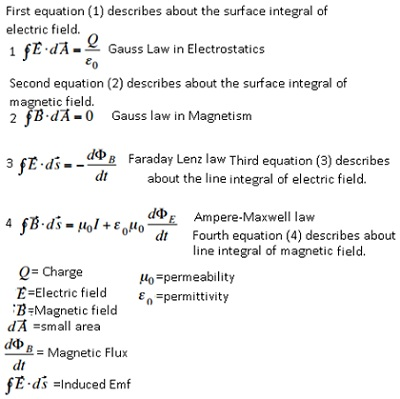 First equation (1) describes about the surface integral of
electric field.
1 ∮E⃗·dA⃗ = Q/ε₀ Gauss Law in Electrostatics
Second equation (2) describes about the surface integral of
magnetic field.
2 ∮B⃗·dA⃗ = 0 Gauss law in Magnetism
3 ∮E⃗·ds⃗ = −dΦ_B/dt Faraday Lenz law Third equation (3) describes
about the line integral of electric field.
4 ∮B⃗·ds⃗ = μ₀I + ε₀μ₀ dΦ_E/dt Ampere-Maxwell law
Fourth equation (4) describes about
line integral of magnetic field.
Q= Charge
μ₀=permeability
E⃗=Electric field
ε₀ =permittivity
B⃗=Magnetic field
dA⃗ =small area
dΦ_B/dt = Magnetic Flux
∮E⃗·ds⃗ =Induced Emf